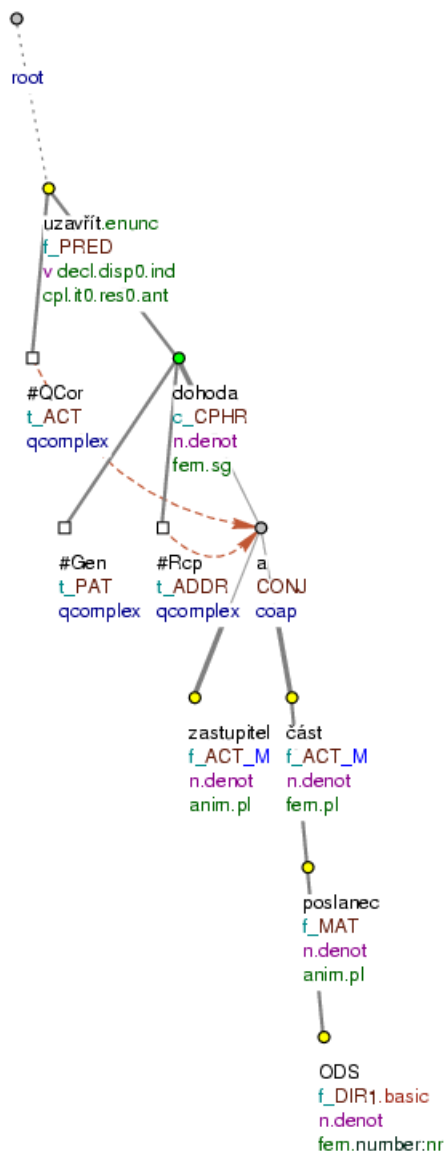 root
uzavřít.enunc
f_PRED
v decl.disp0.ind
cpl.it0.res0.ant
#QCor
t_ACT
qcomplex
dohoda
c_CPHR
n.denot
fem.sg
#Gen
t_PAT
qcomplex
#Rcp
t_ADDR
qcomplex
a
CONJ
coap
zastupitel
f_ACT_M
n.denot
anim.pl
část
f_ACT_M
n.denot
fem.pl
poslanec
f_MAT
n.denot
anim.pl
ODS
f_DIR1.basic
n.denot
fem.number:nr